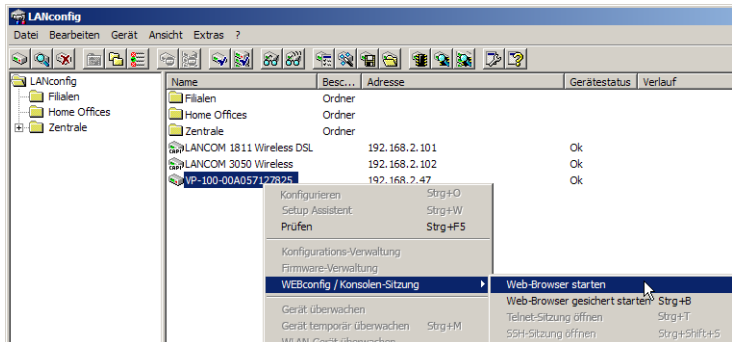 LANconfig
Datei Bearbeiten Gerät Ansicht Extras ?
LANconfig
Filialen
Home Offices
Zentrale
Name Besc... Adresse Gerätestatus Verlauf
Filialen Ordner
Home Offices Ordner
Zentrale Ordner
LANCOM 1811 Wireless DSL 192.168.2.101 Ok
LANCOM 3050 Wireless 192.168.2.102 Ok
VP-100-00A057127825 192.168.2.47 Ok
Konfigurieren Strg+O
Setup Assistent Strg+W
Prüfen Strg+F5
Konfigurations-Verwaltung
Firmware-Verwaltung
WEBconfig / Konsolen-Sitzung
Web-Browser starten
Web-Browser gesichert starten Strg+B
Gerät überwachen
Telnet-Sitzung öffnen Strg+T
Gerät temporär überwachen Strg+M
SSH-Sitzung öffnen Strg+Shift+S
WLAN Gerät überwachen